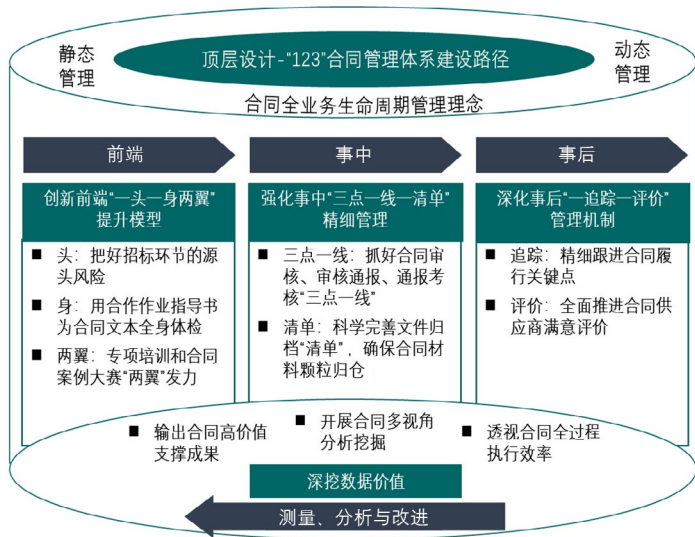 静态
管理
顶层设计-“123”合同管理体系建设路径
动态
管理
合同全业务生命周期管理理念
前端
事中
事后
创新前端“一头一身两翼”
提升模型
■ 头：把好招标环节的源
头风险
■ 身：用合作作业指导书
为合同文本全身体检
■ 两翼：专项培训和合同
案例大赛“两翼”发力
强化事中“三点一线一清单”
精细管理
■ 三点一线：抓好合同审
核、审核通报、通报考
核“三点一线”
■ 清单：科学完善文件归
档“清单”，确保合同材
料颗粒归仓
深化事后“一追踪一评价”
管理机制
■ 追踪：精细跟进合同履
行关键点
■ 评价：全面推进合同供
应商满意评价
■ 输出合同高价值
支撑成果
■ 开展合同多视角
分析挖掘
■ 透视合同全过程
执行效率
深挖数据价值
测量、分析与改进